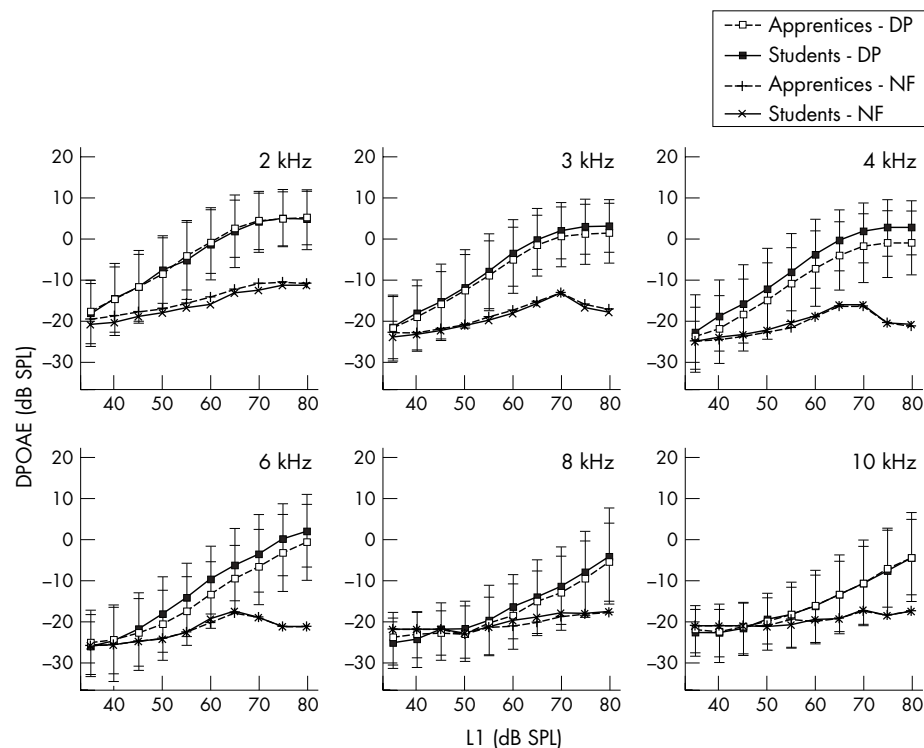 Apprentices - DP
Students - DP
Apprentices - NF
Students - NF
20
10
0
–10
–20
–30
2 kHz
40 50 60 70 80
20
10
0
–10
–20
–30
3 kHz
40 50 60 70 80
20
10
0
–10
–20
–30
4 kHz
40 50 60 70 80
DPOAE (dB SPL)
20
10
0
–10
–20
–30
6 kHz
40 50 60 70 80
20
10
0
–10
–20
–30
8 kHz
40 50 60 70 80
20
10
0
–10
–20
–30
10 kHz
40 50 60 70 80
L1 (dB SPL)